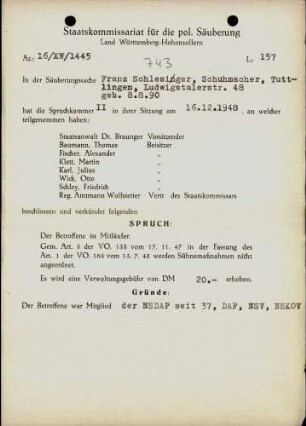 Staatskommissariat für die pol. Säuberung
Land Württemberg-Hohenzollern
Az: 16/KW/1445
743
L: 157
In der Säuberungssache Franz Schlesinger, Schuhmacher, Tutt-
lingen, Ludwigstalerstr. 48
geb. 8.8.90
hat die Spruchkammer II in ihrer Sitzung am 16.12.1948, an welcher
teilgenommen haben:
Staatsanwalt Dr. Braunger Vorsitzender
Baumann, Thomas Beisitzer
Fischer, Alexander "
Klett, Martin "
Karl, Julius "
Wick, Otto "
Schley, Friedrich "
Reg. Amtmann Wolfsetter Vertr. des Staatskommissars
beschlossen und verkündet folgenden
SPRUCH:
Der Betroffene ist Mitläufer.
Gem. Art. 5 der VO. 133 vom 17. 11. 47 in der Fassung des
Art. 1 der VO. 165 vom 13. 7. 48 werden Sühnemaßnahmen nicht
angeordnet.
Es wird eine Verwaltungsgebühr von DM 20.- erhoben.
Gründe:
Der Betroffene war Mitglied der NSDAP seit 37, DAF, NSV, NSKOV